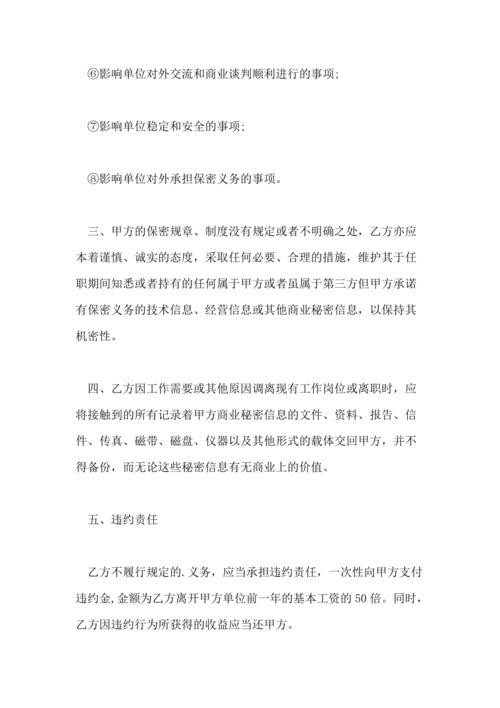 ⑥影响单位对外交流和商业谈判顺利进行的事项;
⑦影响单位稳定和安全的事项;
⑧影响单位对外承担保密义务的事项。
三、甲方的保密规章、制度没有规定或者不明确之处，乙方亦应
本着谨慎、诚实的态度，采取任何必要、合理的措施，维护其于任
职期间知悉或者持有的任何属于甲方或者虽属于第三方但甲方承诺
有保密义务的技术信息、经营信息或其他商业秘密信息，以保持其
机密性。
四、乙方因工作需要或其他原因调离现有工作岗位或离职时，应
将接触到的所有记录着甲方商业秘密信息的文件、资料、报告、信
件、传真、磁带、磁盘、仪器以及其他形式的载体交回甲方，并不
得备份，而无论这些秘密信息有无商业上的价值。
五、违约责任
乙方不履行规定的.义务，应当承担违约责任，一次性向甲方支付
违约金,金额为乙方离开甲方单位前一年的基本工资的50倍。同时，
乙方因违约行为所获得的收益应当还甲方。